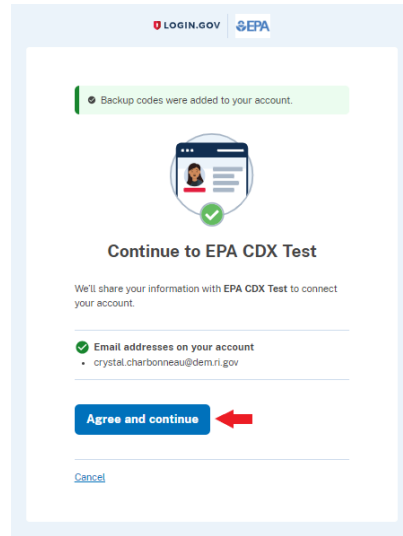 LOGIN.GOV EPA
Backup codes were added to your account.
Continue to EPA CDX Test
We'll share your information with EPA CDX Test to connect
your account.
Email addresses on your account
crystal.charbonneau@dem.ri.gov
Agree and continue
Cancel